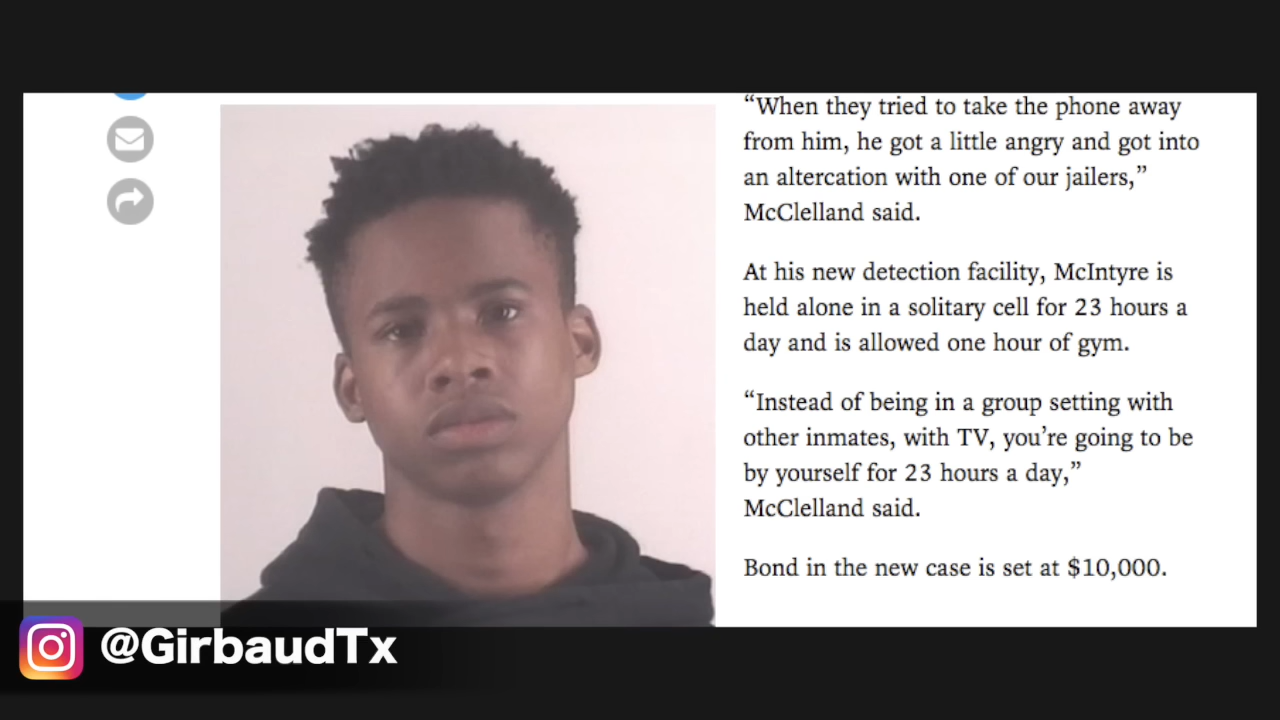 “When they tried to take the phone away
from him, he got a little angry and got into
an altercation with one of our jailers,”
McClelland said.
At his new detection facility, McIntyre is
held alone in a solitary cell for 23 hours a
day and is allowed one hour of gym.
“Instead of being in a group setting with
other inmates, with TV, you’re going to be
by yourself for 23 hours a day,”
McClelland said.
Bond in the new case is set at $10,000.
@GirbaudTx